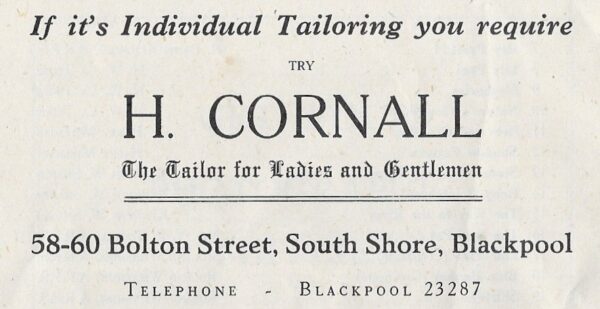 If it's Individual Tailoring you require
TRY
H. CORNALL
The Tailor for Ladies and Gentlemen
58-60 Bolton Street, South Shore, Blackpool
TELEPHONE - BLACKPOOL 23287